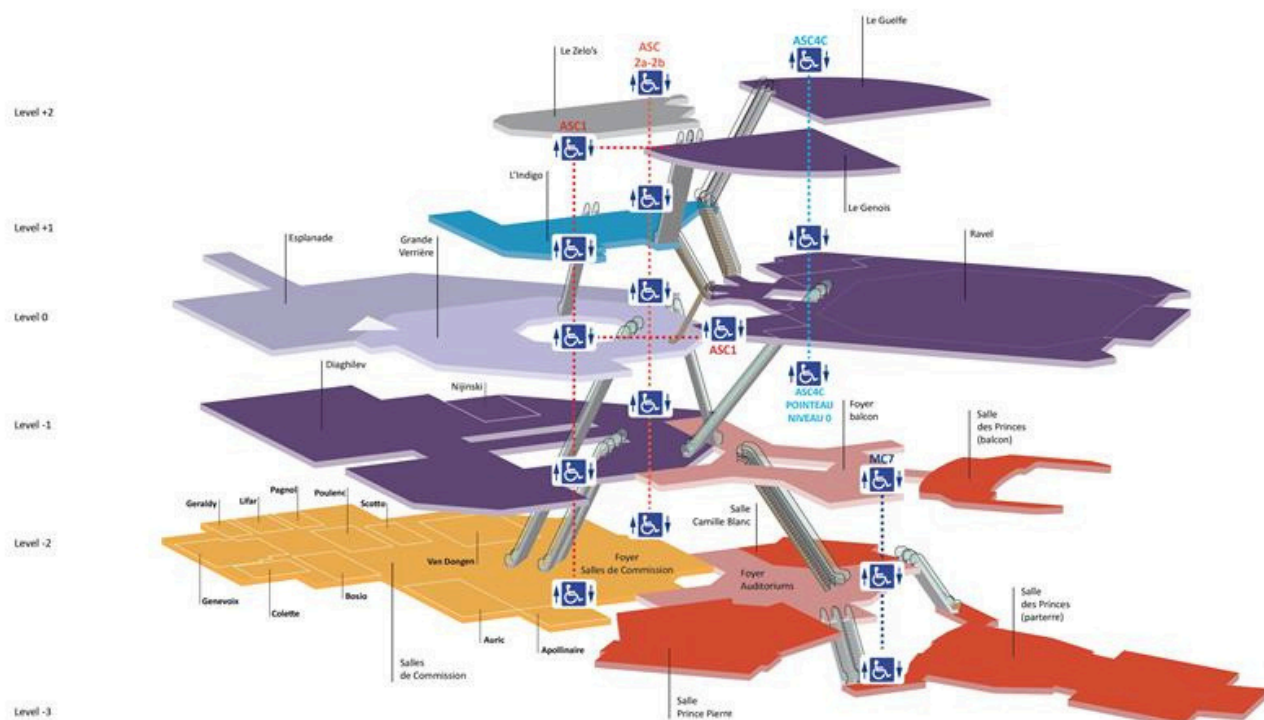 Le Guelfe
ASC
2a-2b
ASC4C
Le Zelo's
Level +2
ASC1
L'Indigo
Le Genois
Level +1
Esplanade
Grande
Verrière
Ravel
Level 0
ASC1
Diaghilev
Nijinski
ASC4C
POINTEAU
NIVEAU 0
Foyer
balcon
Level -1
Salle
des Princes
(balcon)
MC7
Pagnol
Poulenc
Lifar
Scotto
Geraldy
Salle
Camille Blanc
Level -2
Van Dongen
Foyer
Salles de Commission
Foyer
Auditoriums
Genevoix
Colette
Bosio
Salle
des Princes
(parterre)
Auric
Apollinaire
Salles
de Commission
Salle
Prince Pierre
Level -3